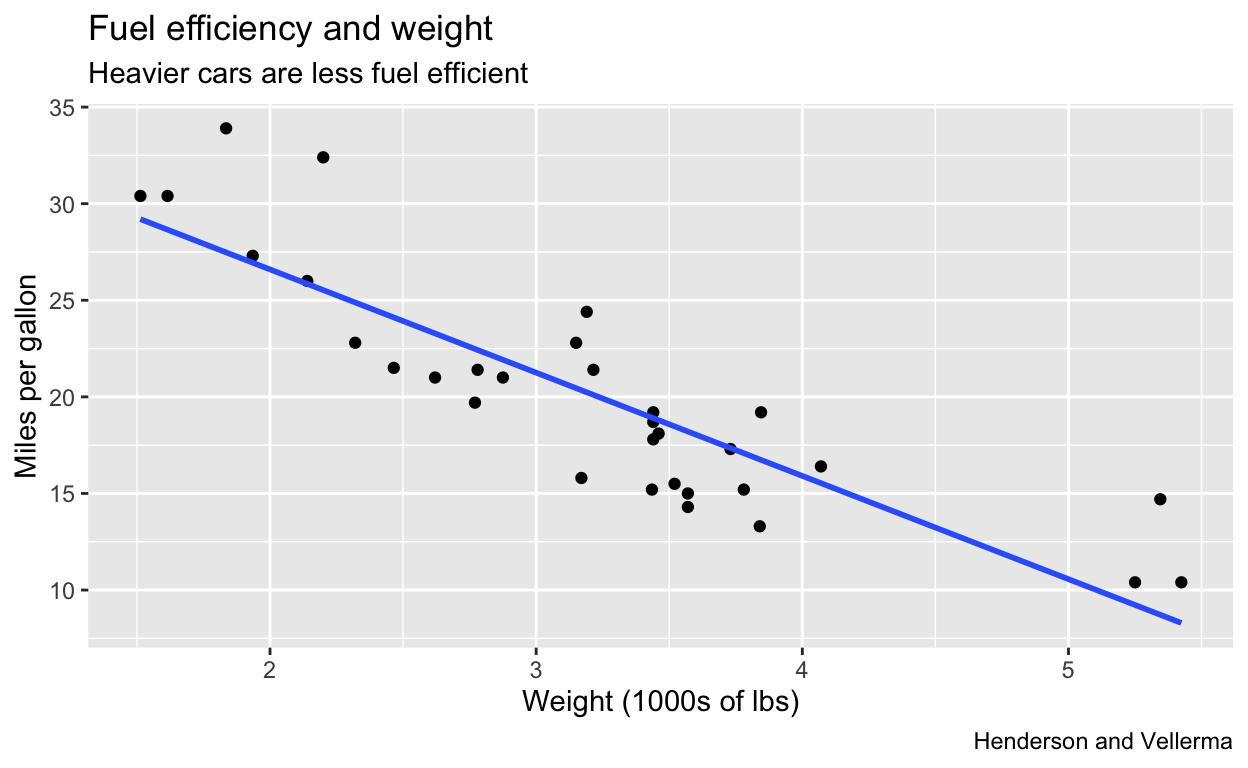 Fuel efficiency and weight
Heavier cars are less fuel efficient
35
30
25
20
15
10
Miles per gallon
2 3 4 5
Weight (1000s of lbs)
Henderson and Vellerma